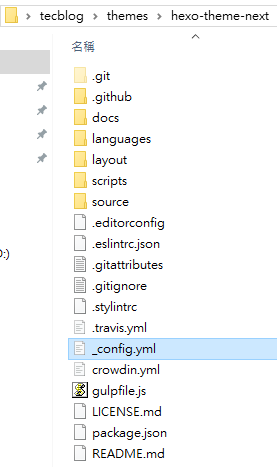 tecblog › themes › hexo-theme-next
名稱
.git
.github
docs
languages
layout
scripts
source
.editorconfig
.eslintrc.json
.gitattributes
.gitignore
.stylintrc
.travis.yml
_config.yml
crowdin.yml
gulpfile.js
LICENSE.md
package.json
README.md